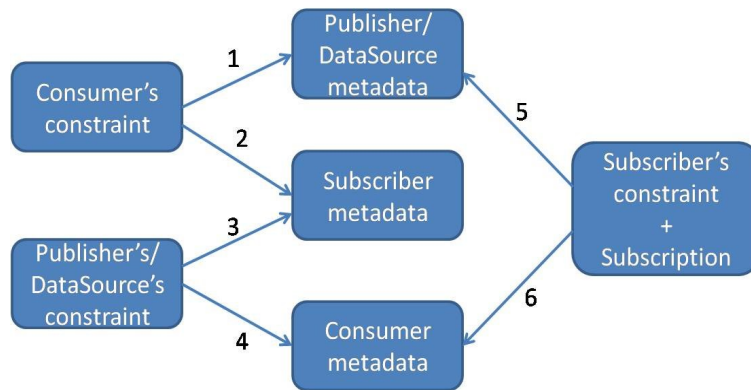 Publisher/
DataSource
metadata
1
Consumer's
constraint
5
2
Subscriber
metadata
Subscriber's
constraint
+
Subscription
3
Publisher's/
DataSource's
constraint
6
4
Consumer
metadata